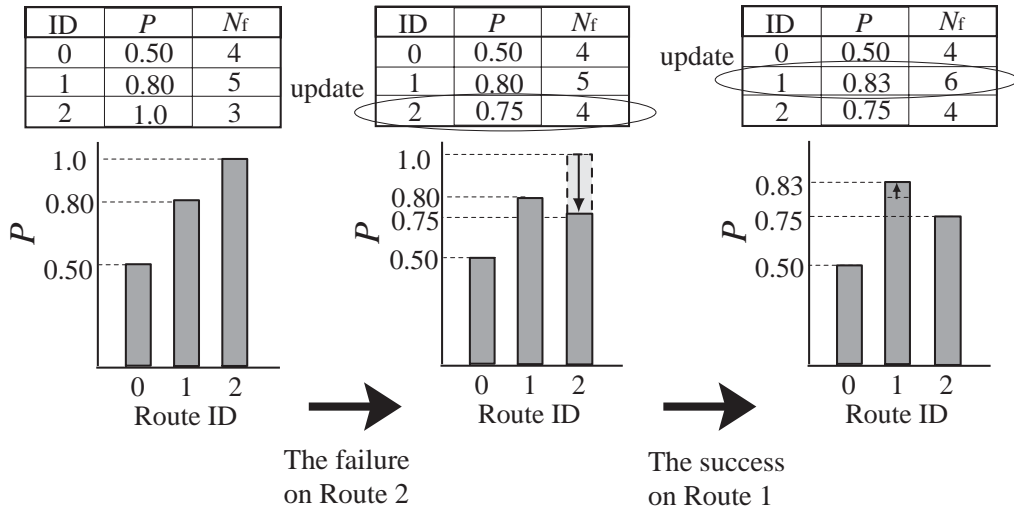 ID P Nf
0 0.50 4
1 0.80 5
2 1.0 3
update
ID P Nf
0 0.50 4
1 0.80 5
2 0.75 4
update
ID P Nf
0 0.50 4
1 0.83 6
2 0.75 4
P
1.0
0.80
0.50
0 1 2
Route ID
P
1.0
0.80
0.75
0.50
0 1 2
Route ID
P
0.83
0.75
0.50
0 1 2
Route ID
The failure
on Route 2
The success
on Route 1